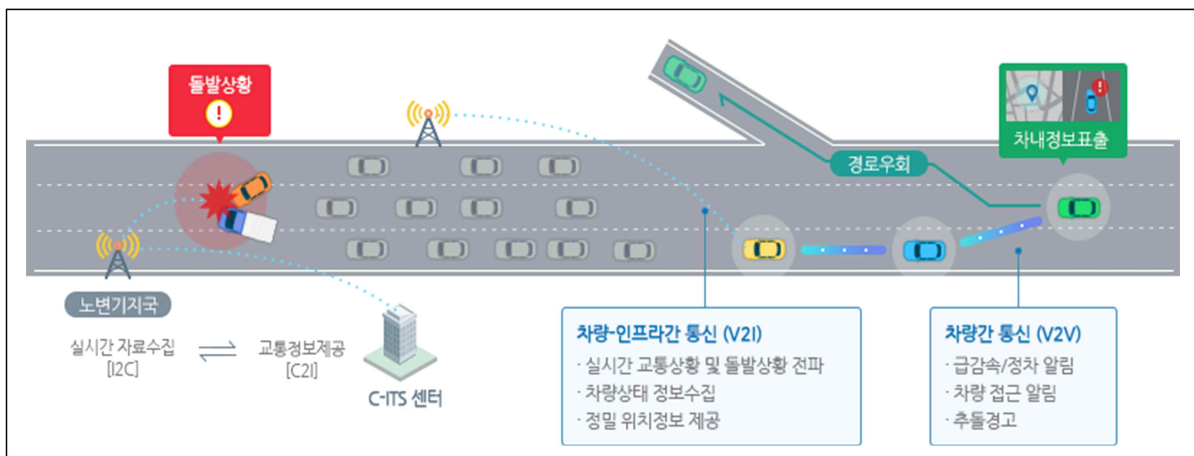 돌발상황
!
차내정보표출
경로우회
노변기지국
실시간 자료수집
[I2C]
교통정보제공
[C2I]
C-ITS 센터
차량-인프라간 통신 (V2I)
· 실시간 교통상황 및 돌발상황 전파
· 차량상태 정보수집
· 정밀 위치정보 제공
차량간 통신 (V2V)
· 급감속/정차 알림
· 차량 접근 알림
· 추돌경고